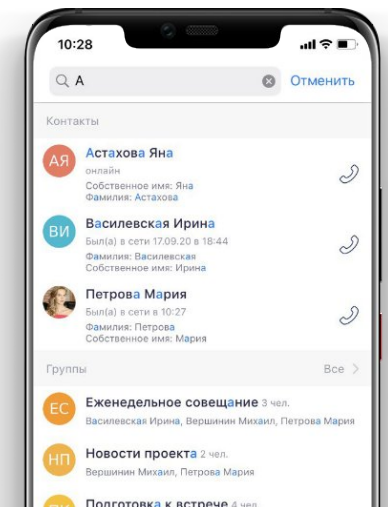 10:28
А
Отменить
Контакты
АЯ
Астахова Яна
онлайн
Собственное имя: Яна
Фамилия: Астахова
ВИ
Василевская Ирина
Был(а) в сети 17.09.20 в 18:44
Фамилия: Василевская
Собственное имя: Ирина
Петрова Мария
Был(а) в сети в 10:27
Фамилия: Петрова
Собственное имя: Мария
Группы
Все
ЕС
Еженедельное совещание 3 чел.
Василевская Ирина, Вершинин Михаил, Петрова Мария
НП
Новости проекта 2 чел.
Вершинин Михаил, Петрова Мария
Подготовка к встрече 4 чел.